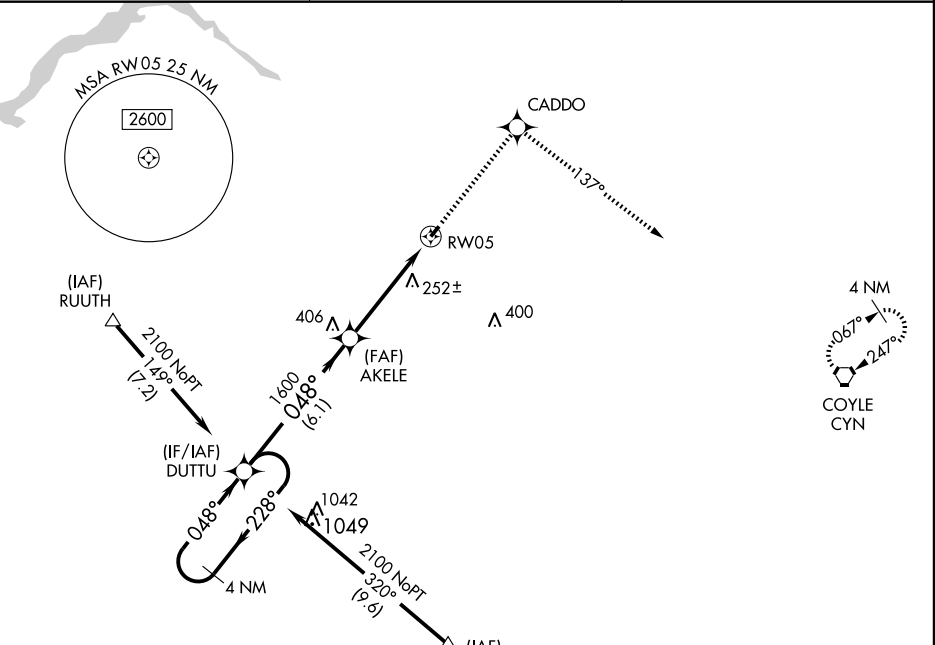 MSA RW05 25 NM
2600
CADDO
137°
RW05
(IAF)
RUUTH
2100 NoPT
149°
(7.2)
252±
406
400
4 NM
067°
247°
COYLE
CYN
(FAF)
AKELE
1600
048°
(6.1)
(IF/IAF)
DUTTU
048°
228°
4 NM
1042
1049
2100 NoPT
320°
(9.6)
(IAF)